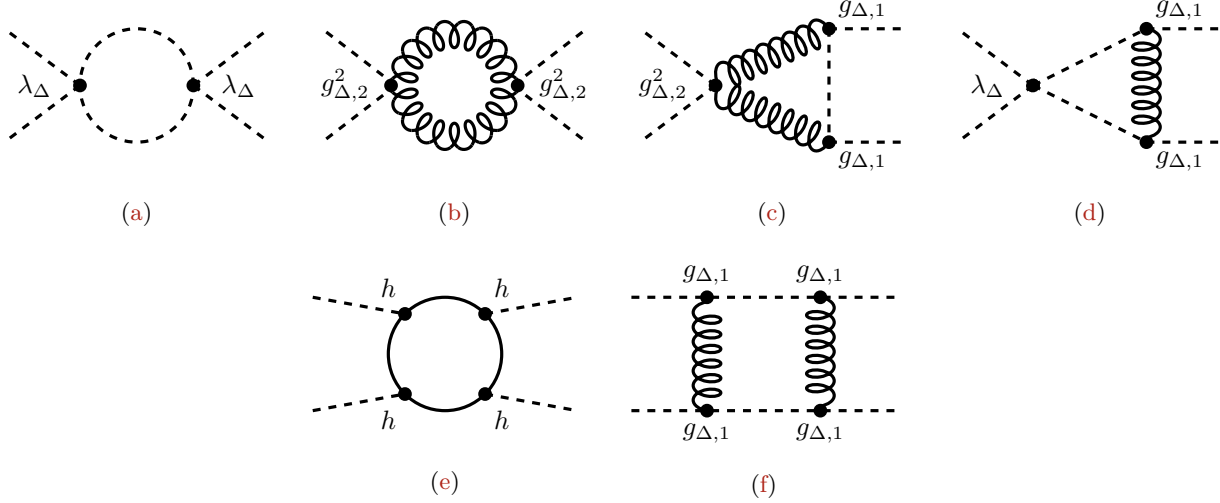 g_{Δ,1} g_{Δ,1}
λ_Δ λ_Δ g²_{Δ,2} g²_{Δ,2} g²_{Δ,2} λ_Δ
g_{Δ,1} g_{Δ,1}
(a) (b) (c) (d)
h h g_{Δ,1} g_{Δ,1}
h h g_{Δ,1} g_{Δ,1}
(e) (f)